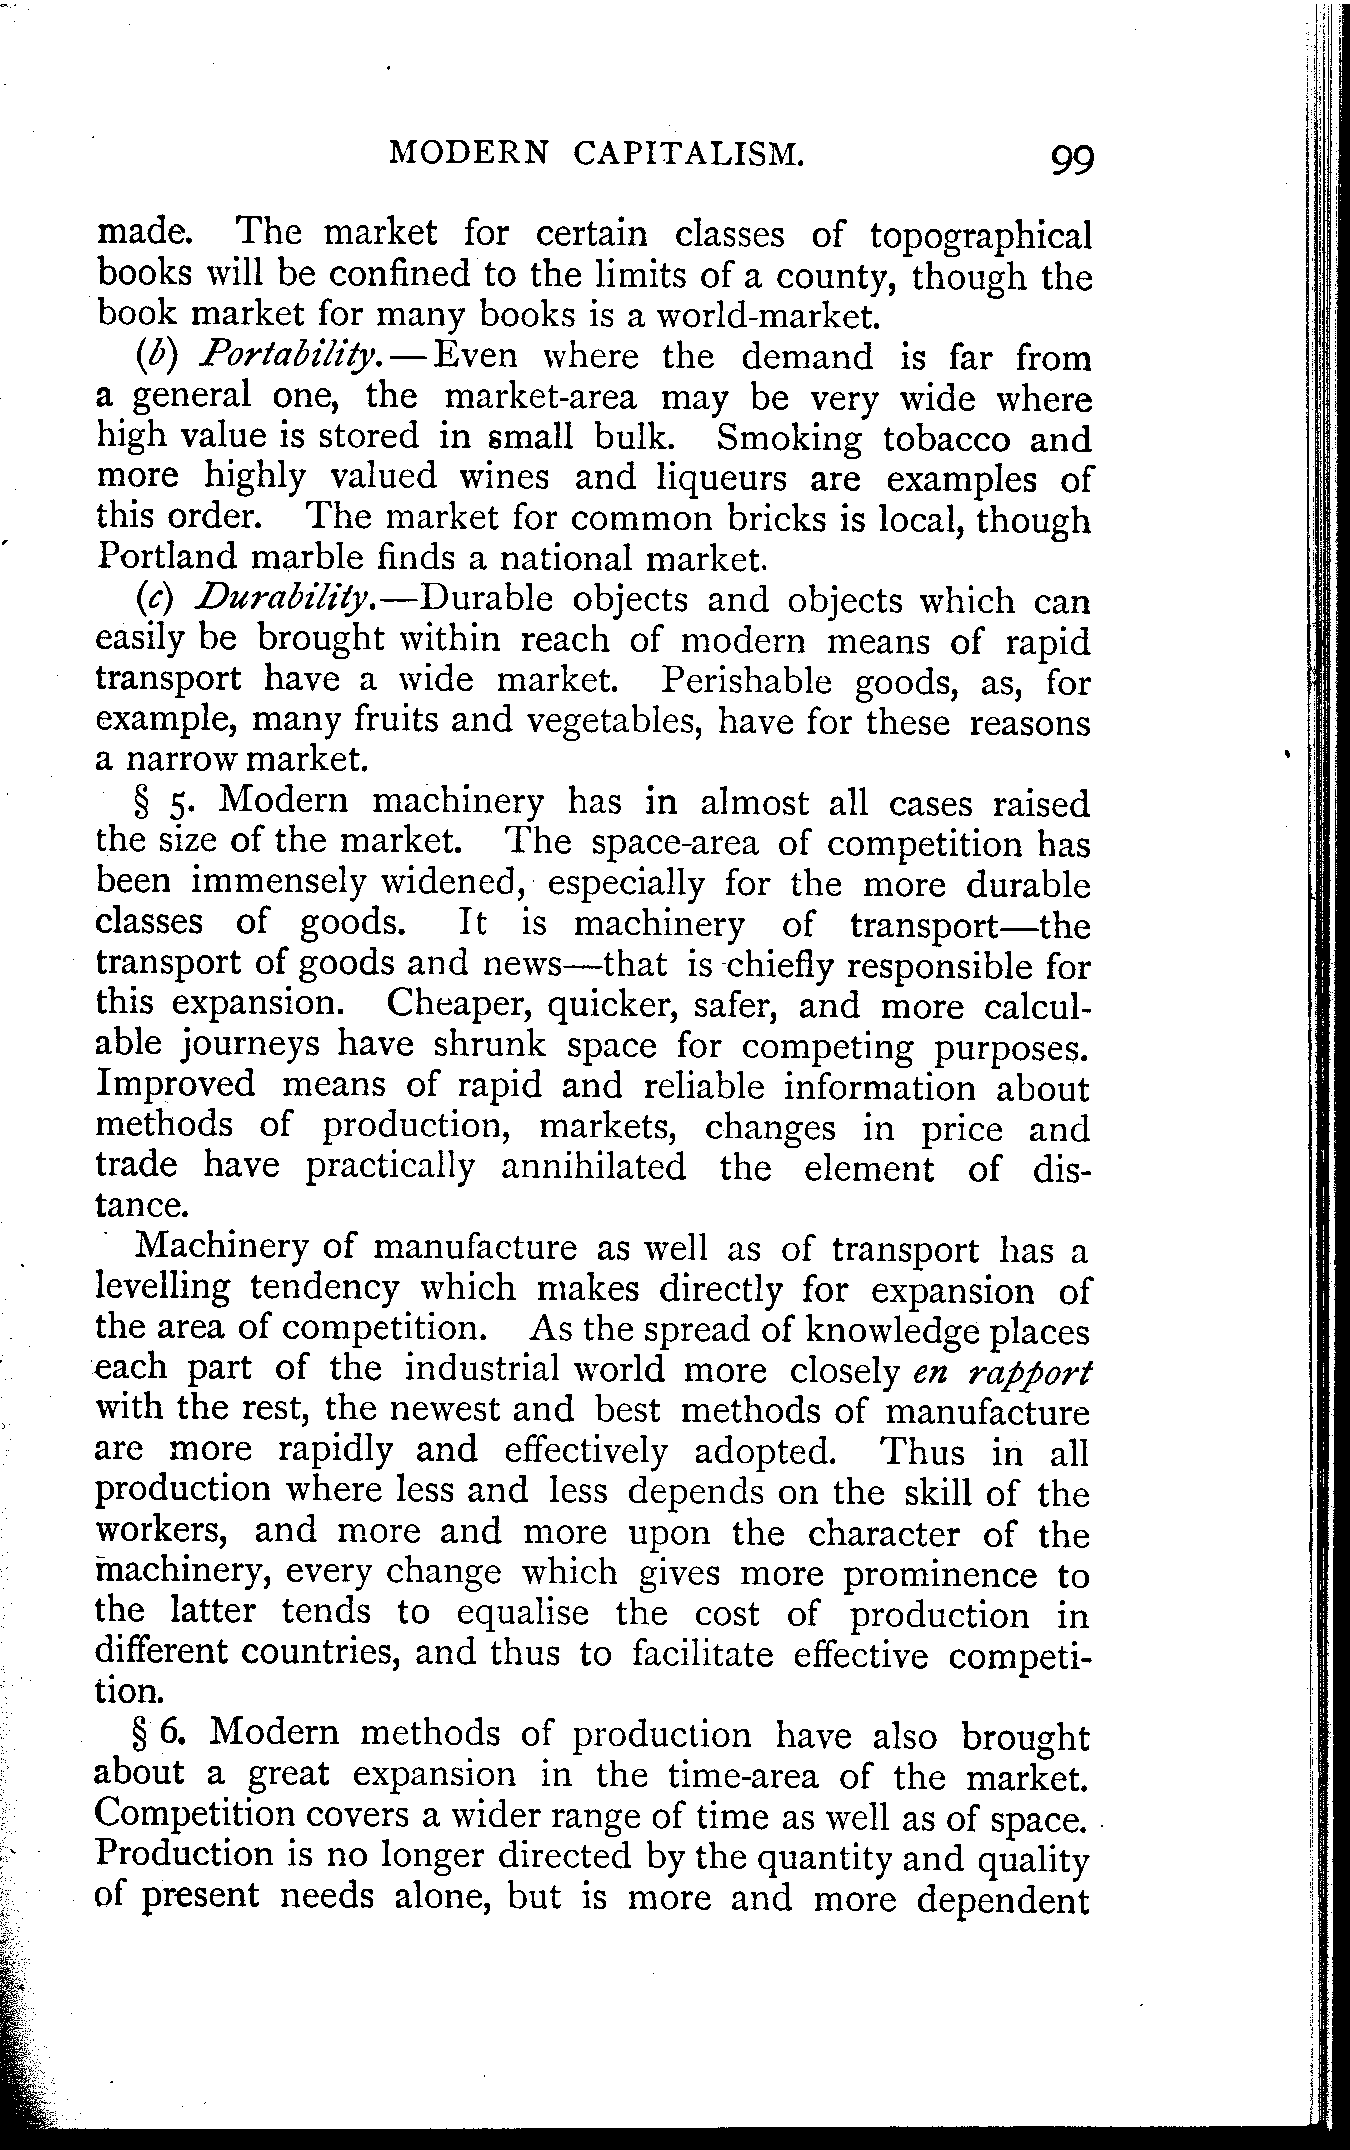 MODERN CAPITALISM. 99
made. The market for certain classes of topographical
books will be confined to the limits of a county, though the
book market for many books is a world-market.
(b) Portability.—Even where the demand is far from
a general one, the market-area may be very wide where
high value is stored in small bulk. Smoking tobacco and
more highly valued wines and liqueurs are examples of
this order. The market for common bricks is local, though
Portland marble finds a national market.
(c) Durability.—Durable objects and objects which can
easily be brought within reach of modern means of rapid
transport have a wide market. Perishable goods, as, for
example, many fruits and vegetables, have for these reasons
a narrow market.
§ 5. Modern machinery has in almost all cases raised
the size of the market. The space-area of competition has
been immensely widened, especially for the more durable
classes of goods. It is machinery of transport—the
transport of goods and news—that is chiefly responsible for
this expansion. Cheaper, quicker, safer, and more calcul-
able journeys have shrunk space for competing purposes.
Improved means of rapid and reliable information about
methods of production, markets, changes in price and
trade have practically annihilated the element of dis-
tance.
Machinery of manufacture as well as of transport has a
levelling tendency which makes directly for expansion of
the area of competition. As the spread of knowledge places
each part of the industrial world more closely en rapport
with the rest, the newest and best methods of manufacture
are more rapidly and effectively adopted. Thus in all
production where less and less depends on the skill of the
workers, and more and more upon the character of the
machinery, every change which gives more prominence to
the latter tends to equalise the cost of production in
different countries, and thus to facilitate effective competi-
tion.
§ 6. Modern methods of production have also brought
about a great expansion in the time-area of the market.
Competition covers a wider range of time as well as of space.
Production is no longer directed by the quantity and quality
of present needs alone, but is more and more dependent